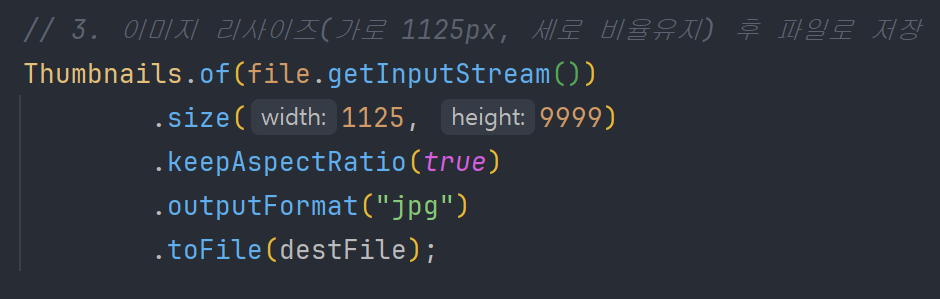 // 3. 이미지 리사이즈(가로 1125px, 세로 비율유지) 후 파일로 저장
Thumbnails.of(file.getInputStream())
.size( width: 1125, height: 9999)
.keepAspectRatio(true)
.outputFormat("jpg")
.toFile(destFile);